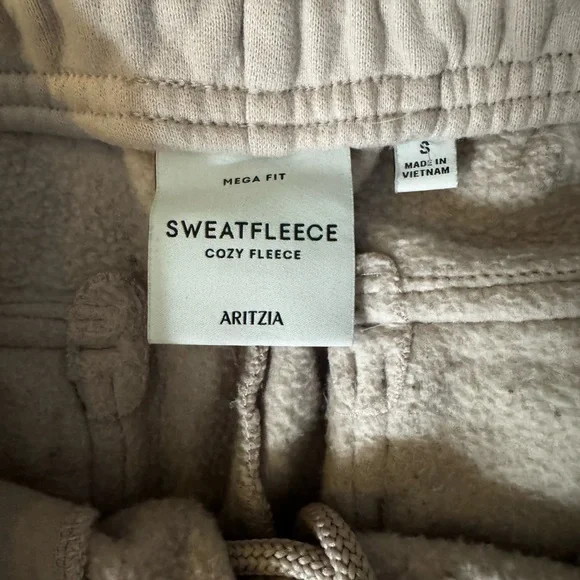 MEGA FIT
SWEATFLEECE
COZY FLEECE
ARITZIA
S
MADE IN
VIETNAM